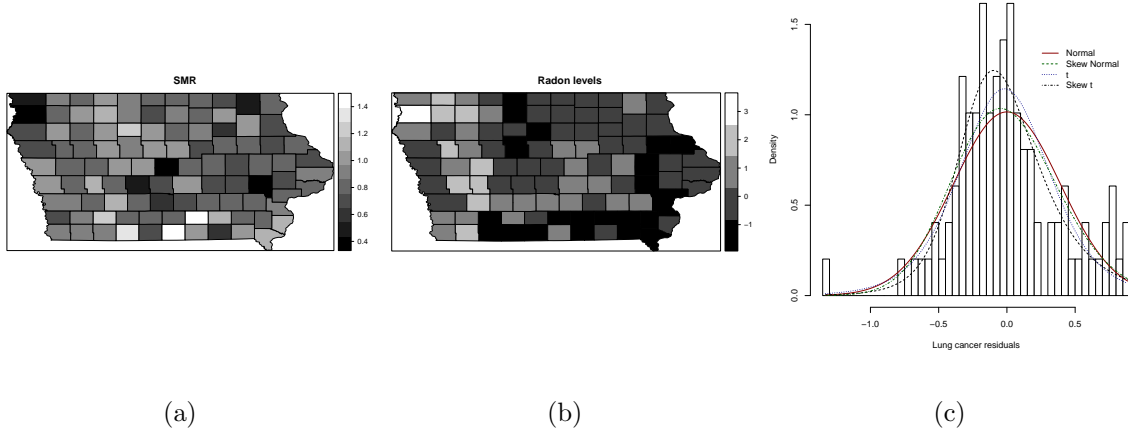 SMR
1.4
1.2
1.0
0.8
0.6
0.4
(a)
Radon levels
3
2
1
0
−1
(b)
Density
1.5
1.0
0.5
0.0
Normal
Skew Normal
t
Skew t
−1.0
−0.5
0.0
0.5
Lung cancer residuals
(c)